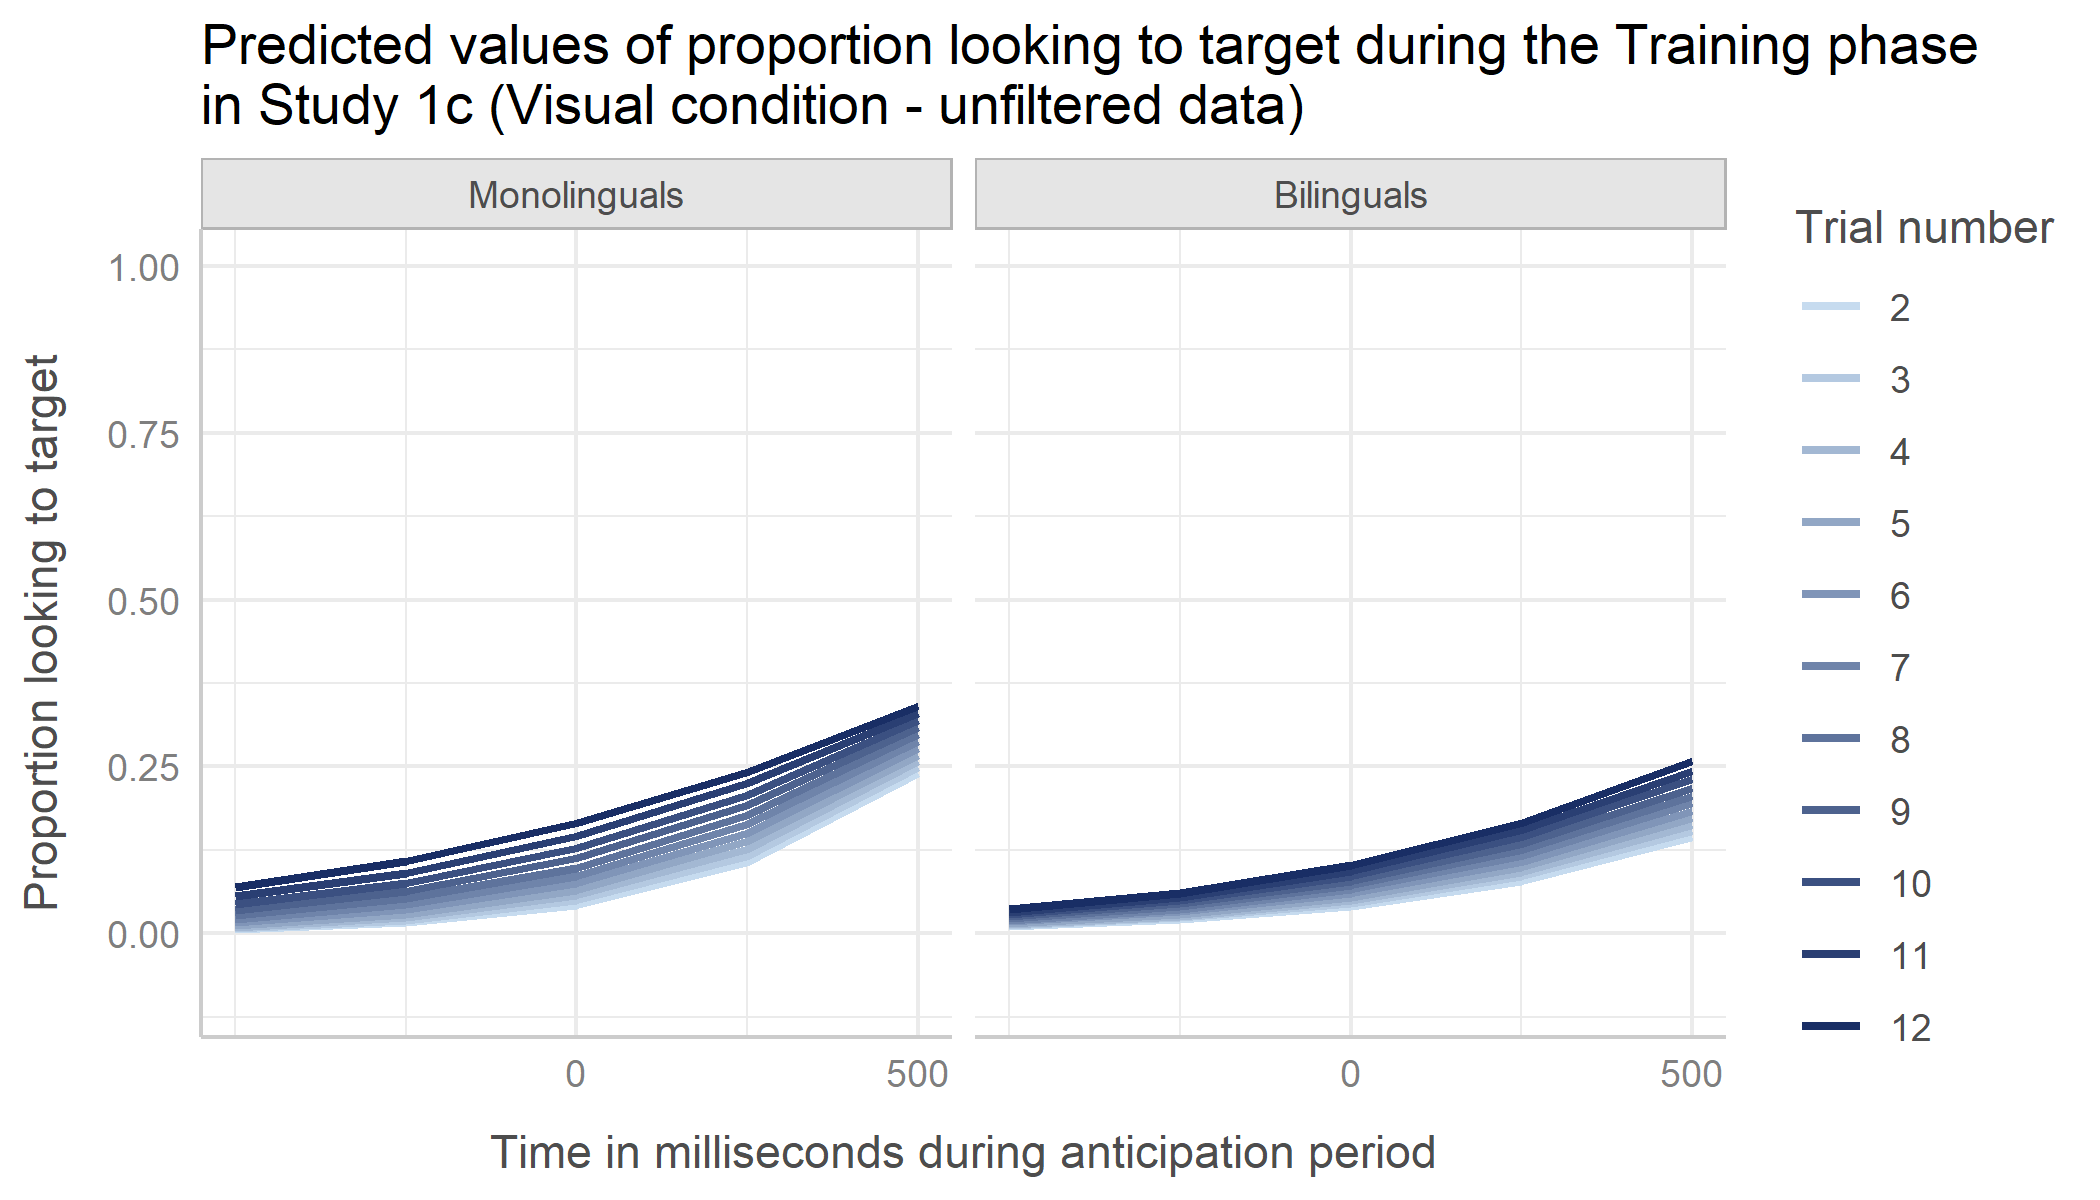 Predicted values of proportion looking to target during the Training phase
in Study 1c (Visual condition - unfiltered data)
Monolinguals
Bilinguals
Proportion looking to target
1.00
0.75
0.50
0.25
0.00
0
500
0
500
Time in milliseconds during anticipation period
Trial number
2
3
4
5
6
7
8
9
10
11
12